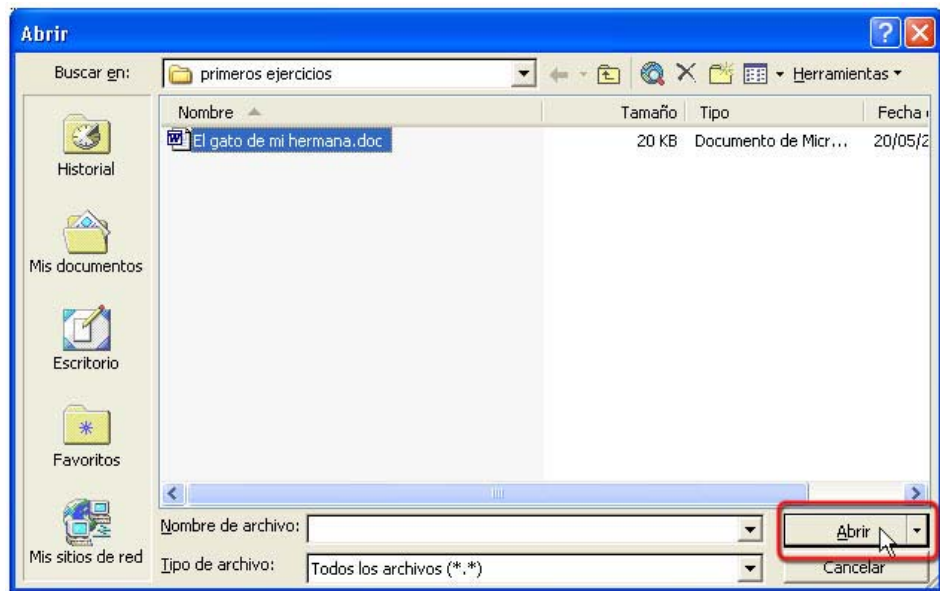 Abrir
Buscar en: primeros ejercicios Herramientas
Nombre Tamaño Tipo Fecha
El gato de mi hermana.doc 20 KB Documento de Micr... 20/05/2
Historial
Mis documentos
Escritorio
Favoritos
Mis sitios de red
Nombre de archivo: Abrir
Tipo de archivo: Todos los archivos (*.*) Cancelar